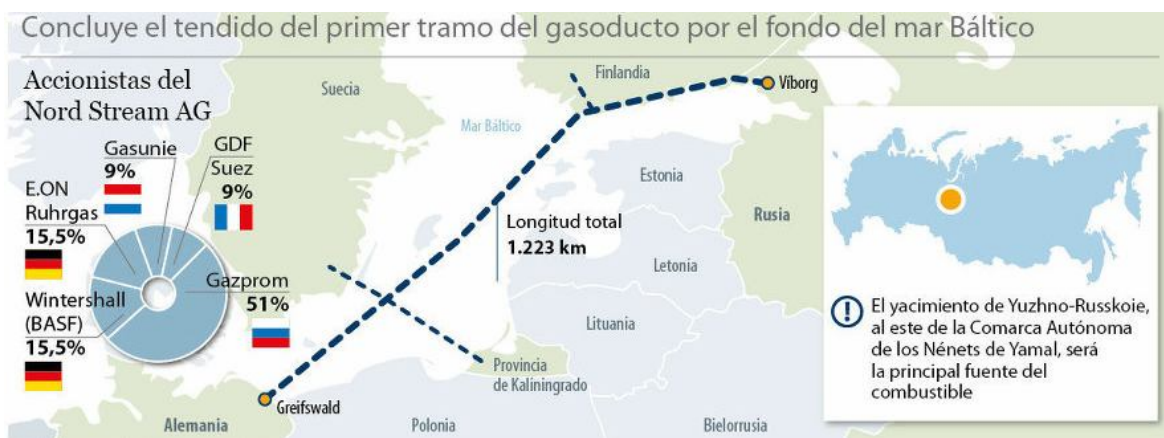 Concluye el tendido del primer tramo del gasoducto por el fondo del mar Báltico
Accionistas del
Nord Stream AG
Gasunie
9%
GDF
Suez
9%
E.ON
Ruhrgas
15,5%
Gazprom
51%
Wintershall
(BASF)
15,5%
Suecia
Finlandia
Víborg
Mar Báltico
Estonia
Rusia
Longitud total
1.223 km
Letonia
Lituania
Provincia
de Kaliningrado
Greifswald
Alemania
Polonia
Bielorrusia
El yacimiento de Yuzhno-Russkoie,
al este de la Comarca Autónoma
de los Nénets de Yamal, será
la principal fuente del
combustible